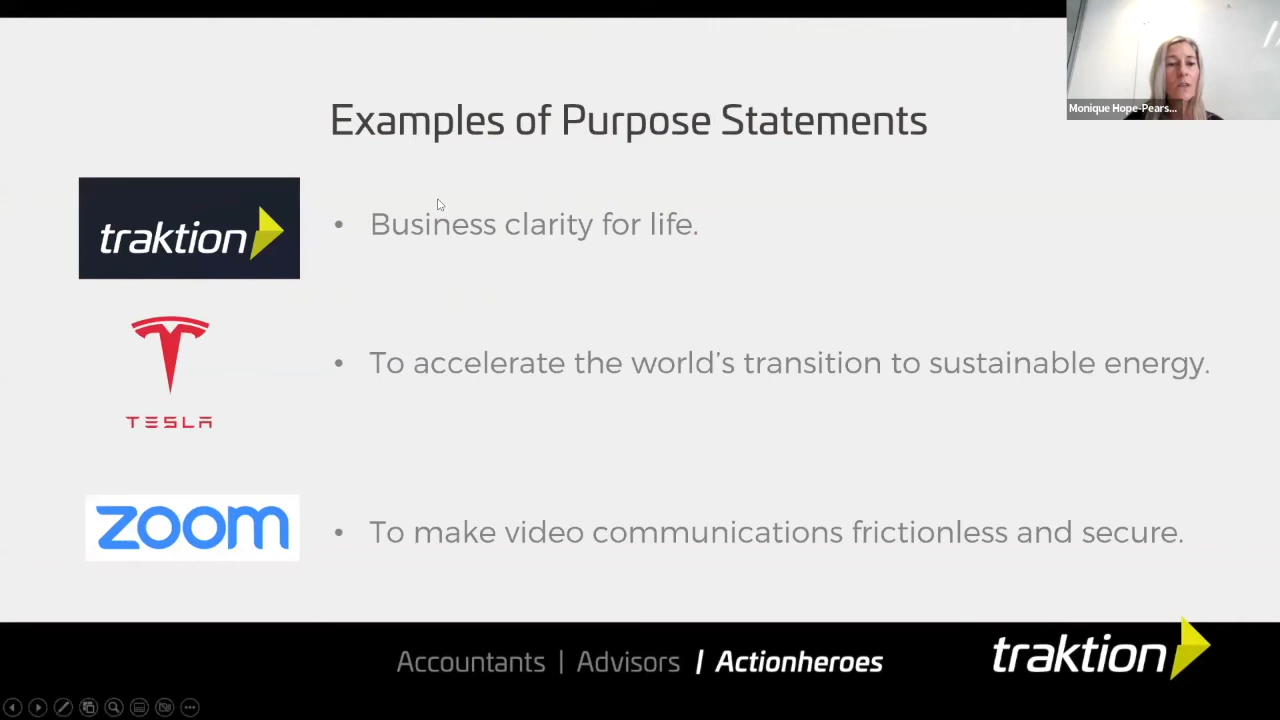 Monique Hope-Pears...
Examples of Purpose Statements
traktion
• Business clarity for life.
TESLA
• To accelerate the world’s transition to sustainable energy.
zoom
• To make video communications frictionless and secure.
Accountants | Advisors | Actionheroes
traktion